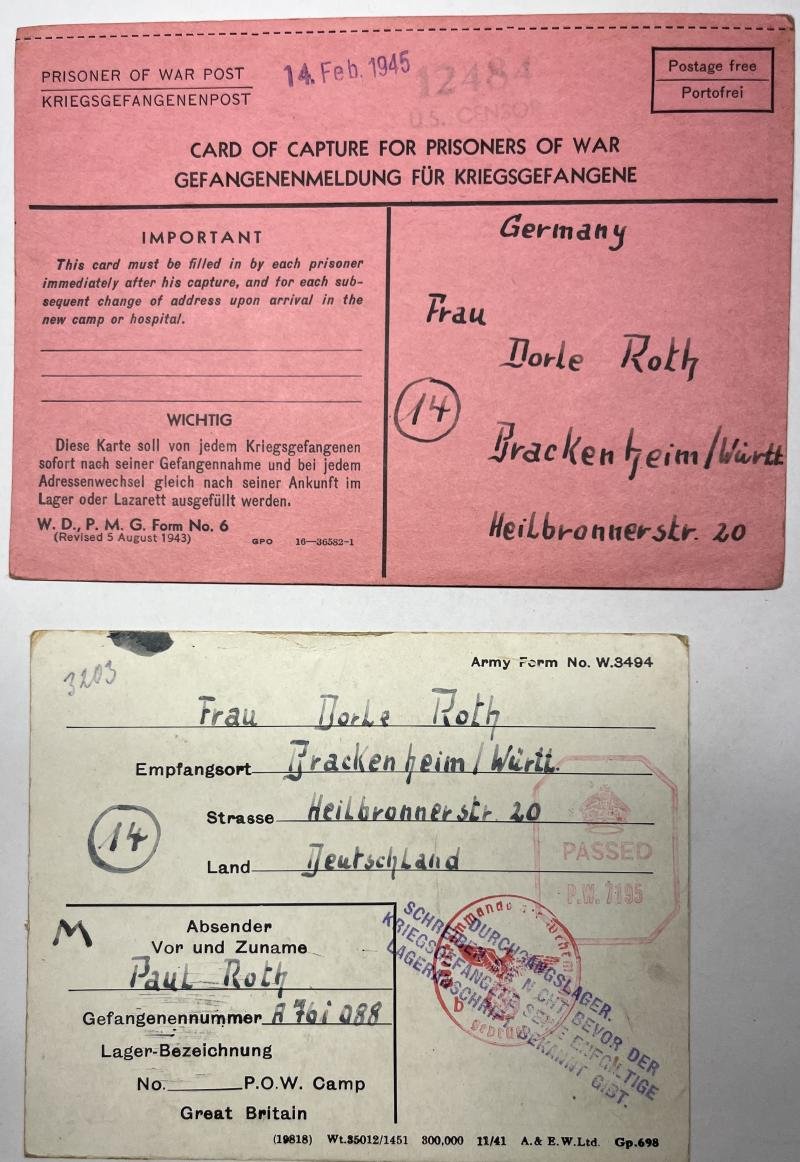 PRISONER OF WAR POST
KRIEGSGEFANGENENPOST
14. Feb. 1945
12484
U.S. CENSOR
Postage free
Portofrei
CARD OF CAPTURE FOR PRISONERS OF WAR
GEFANGENENMELDUNG FÜR KRIEGSGEFANGENE
IMPORTANT
This card must be filled in by each prisoner
immediately after his capture, and for each sub-
sequent change of address upon arrival in the
new camp or hospital.
WICHTIG
Diese Karte soll von jedem Kriegsgefangenen
sofort nach seiner Gefangennahme und bei jedem
Adressenwechsel gleich nach seiner Ankunft im
Lager oder Lazarett ausgefüllt werden.
W. D., P. M. G. Form No. 6
(Revised 5 August 1943)
GPO 16—36582-1
Germany
Frau
Dorle Roth
14
Brackenheim/Württ
Heilbronnerstr. 20
3203
Army Form No. W.3494
Frau Dorle Roth
Empfangsort Brackenheim/Württ.
Strasse Heilbronnerstr. 20
14
Land Deutschland
PASSED
P.W. 7195
M
Absender
Vor und Zuname
Paul Roth
Gefangenennummer A 761 088
Lager-Bezeichnung
No. P.O.W. Camp
Great Britain
DURCHGANGSLAGER.
SCHREIBEN SIE NICHT BEVOR DER
KRIEGSGEFANGENE SEINE ENDGÜLTIGE
LAGERANSCHRIFT BEKANNT GIBT.
b
geprüft
(19818) Wt.35012/1451 300,000 11/41 A. & E.W.Ltd. Gp.698